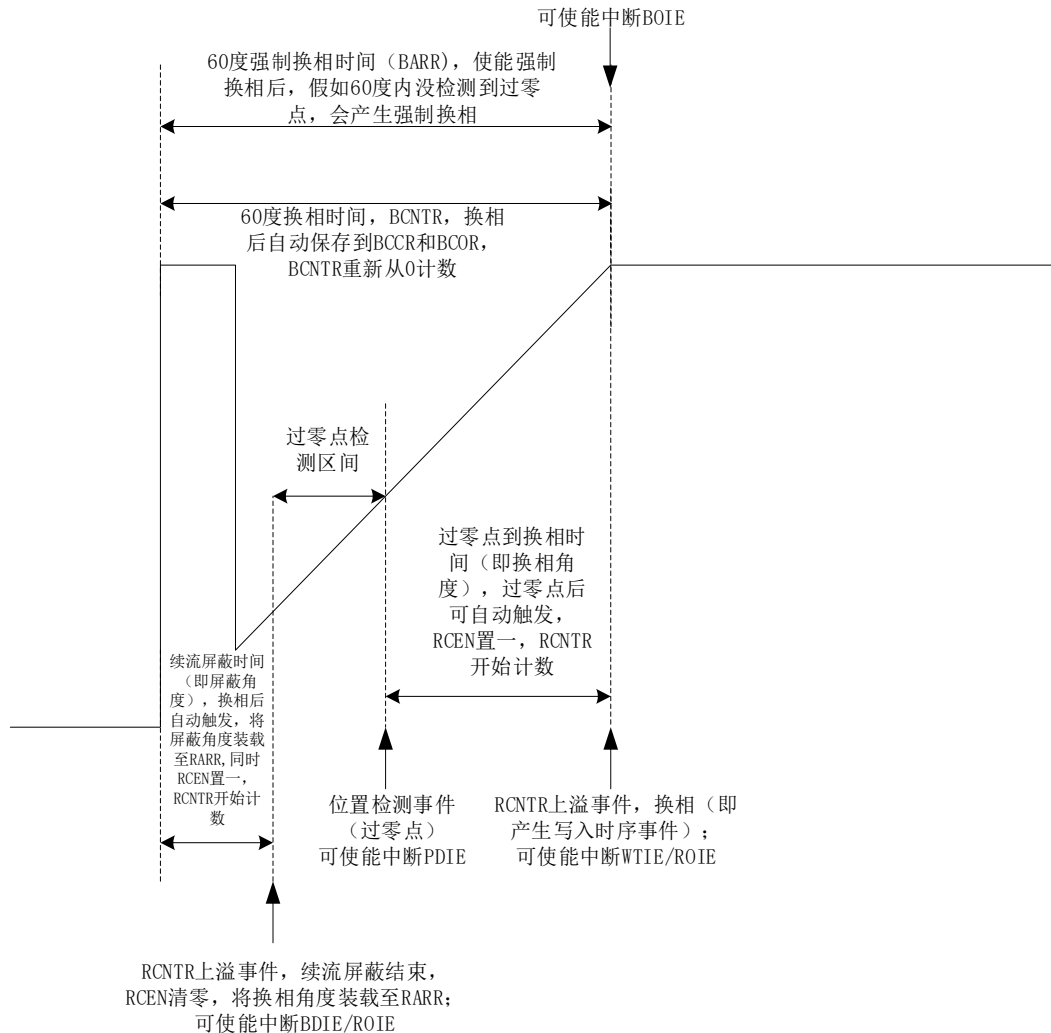 可使能中断BOIE
60度强制换相时间（BARR），使能强制
换相后，假如60度内没检测到过零
点，会产生强制换相
60度换相时间，BCNTR，换相
后自动保存到BCCR和BCOR，
BCNTR重新从0计数
过零点检
测区间
过零点到换相时
间（即换相角
度），过零点后
可自动触发，
RCEN置一，RCNTR
开始计数
续流屏蔽时间
（即屏蔽角
度），换相后
自动触发，将
屏蔽角度装载
至RARR,同时
RCEN置一，
RCNTR开始计
数
位置检测事件
（过零点）
可使能中断PDIE
RCNTR上溢事件，换相（即
产生写入时序事件）；
可使能中断WTIE/ROIE
RCNTR上溢事件，续流屏蔽结束，
RCEN清零，将换相角度装载至RARR；
可使能中断BDIE/ROIE